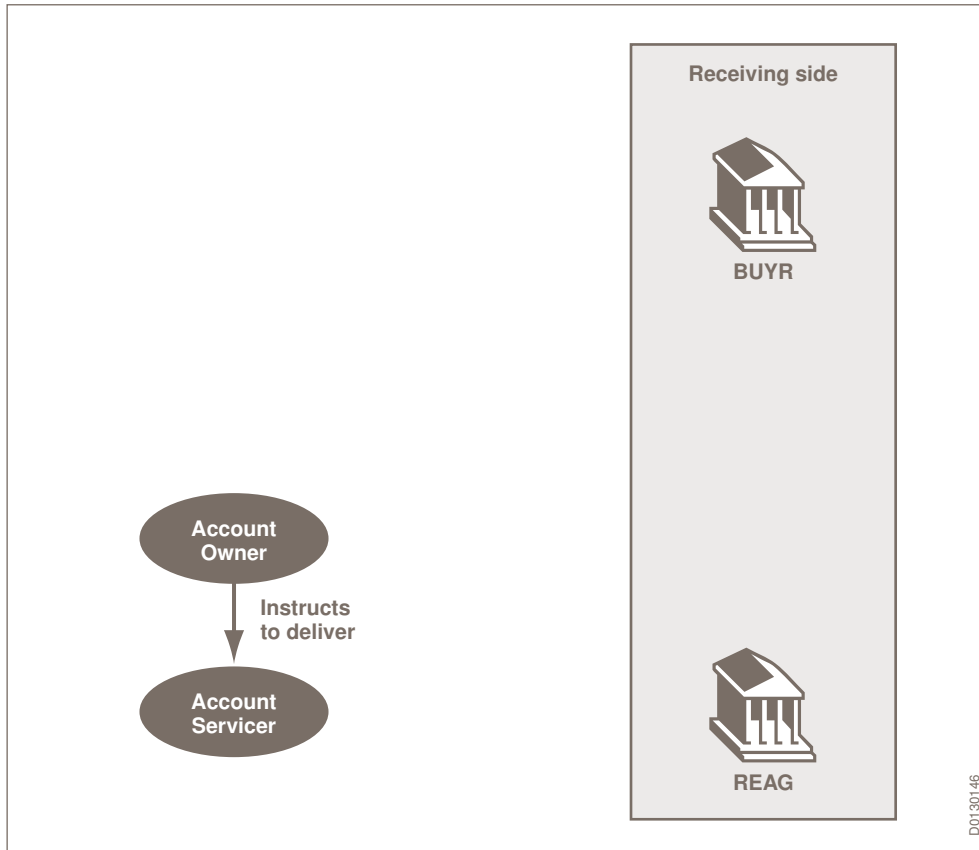 Receiving side
BUYR
Account
Owner
Instructs
to deliver
Account
Servicer
REAG
D0130146